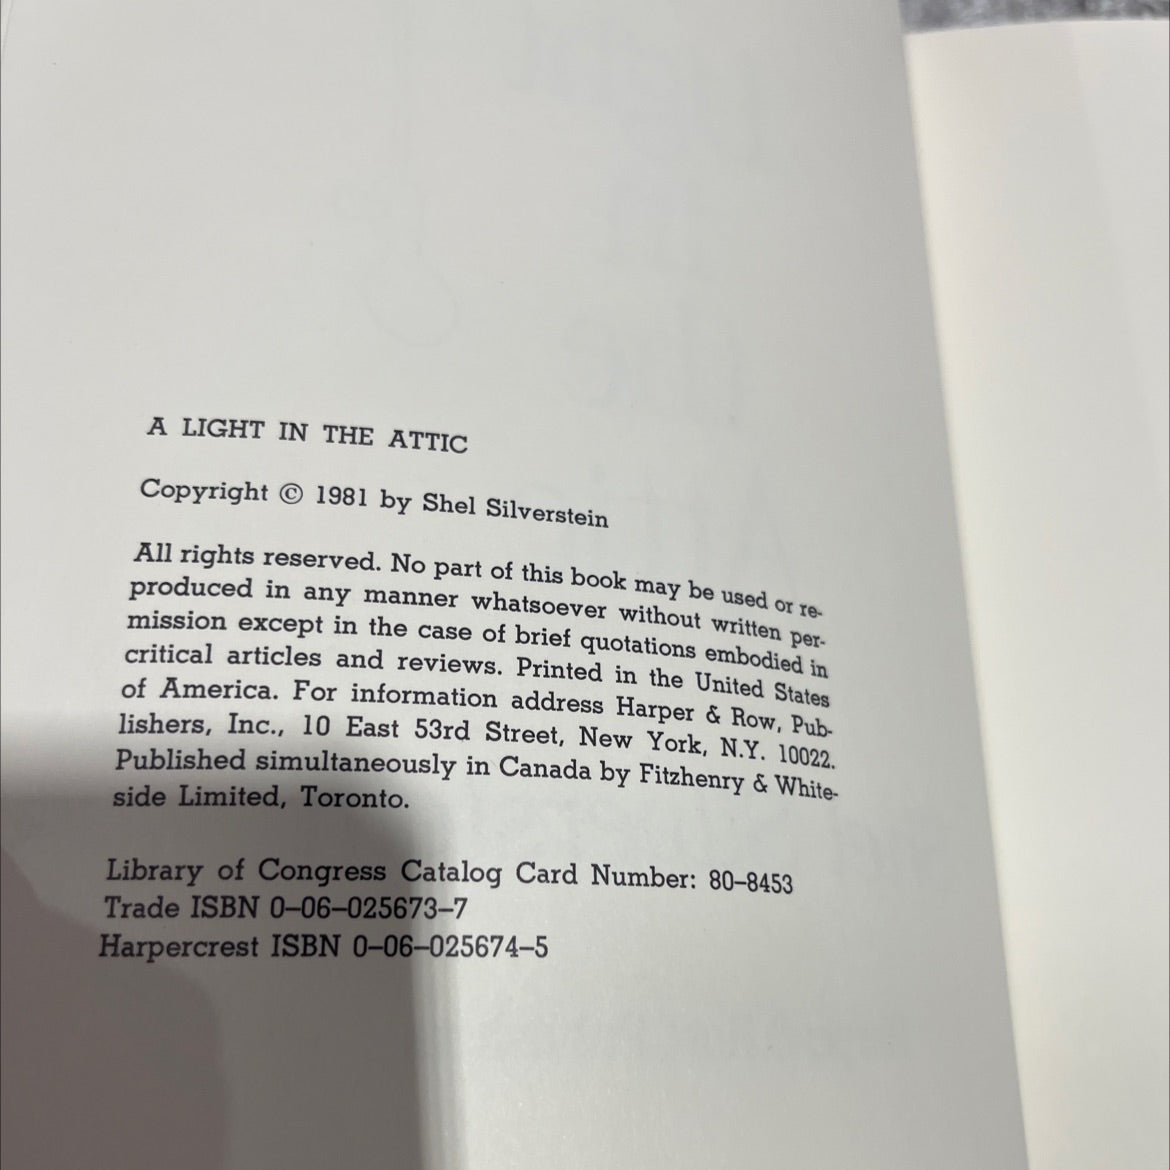 A LIGHT IN THE ATTIC
Copyright © 1981 by Shel Silverstein
All rights reserved. No part of this book may be used or re-
produced in any manner whatsoever without written per-
mission except in the case of brief quotations embodied in
critical articles and reviews. Printed in the United States
of America. For information address Harper & Row, Pub-
lishers, Inc., 10 East 53rd Street, New York, N.Y. 10022.
Published simultaneously in Canada by Fitzhenry & White-
side Limited, Toronto.
Library of Congress Catalog Card Number: 80–8453
Trade ISBN 0–06–025673–7
Harpercrest ISBN 0–06–025674–5